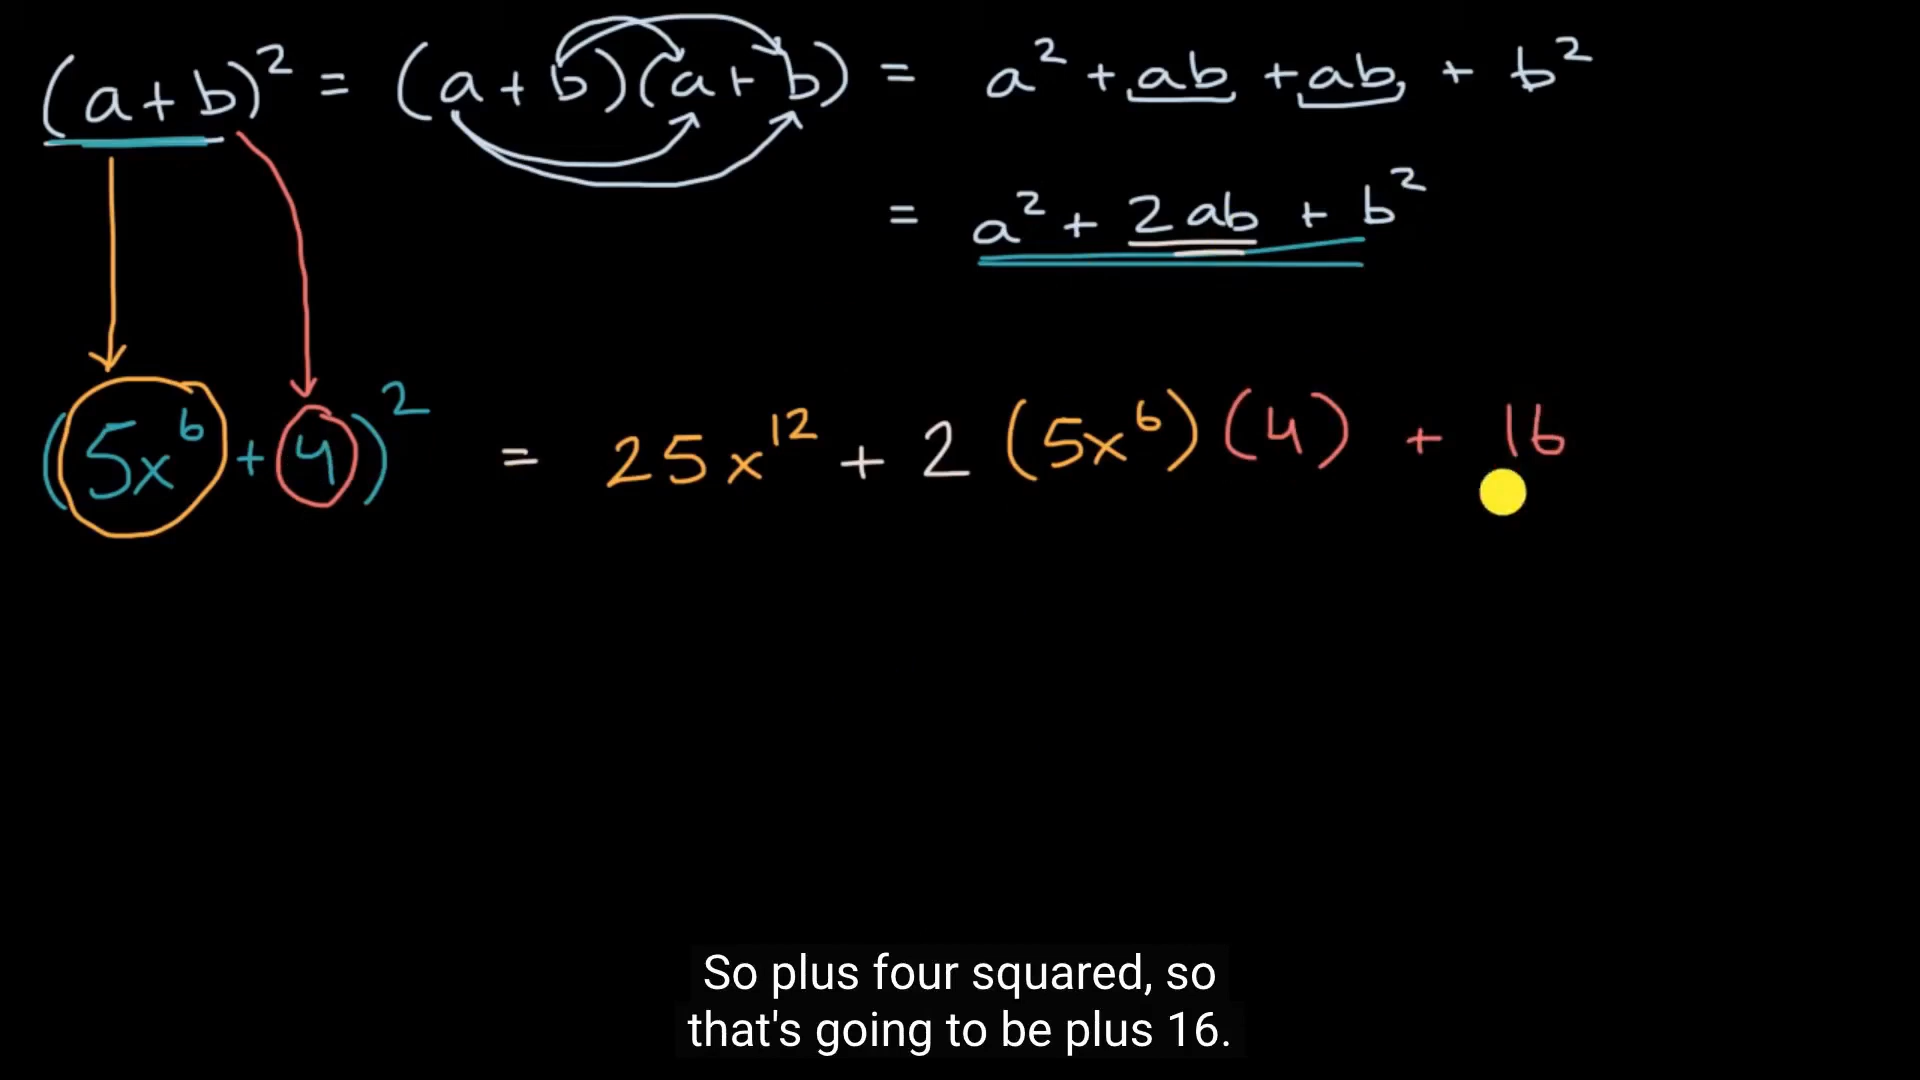 (a+b)² = (a+b)(a+b) = a² + ab + ab + b²
= a² + 2ab + b²
(5x⁶+4)² = 25x¹² + 2(5x⁶)(4) + 16
So plus four squared, so
that's going to be plus 16.